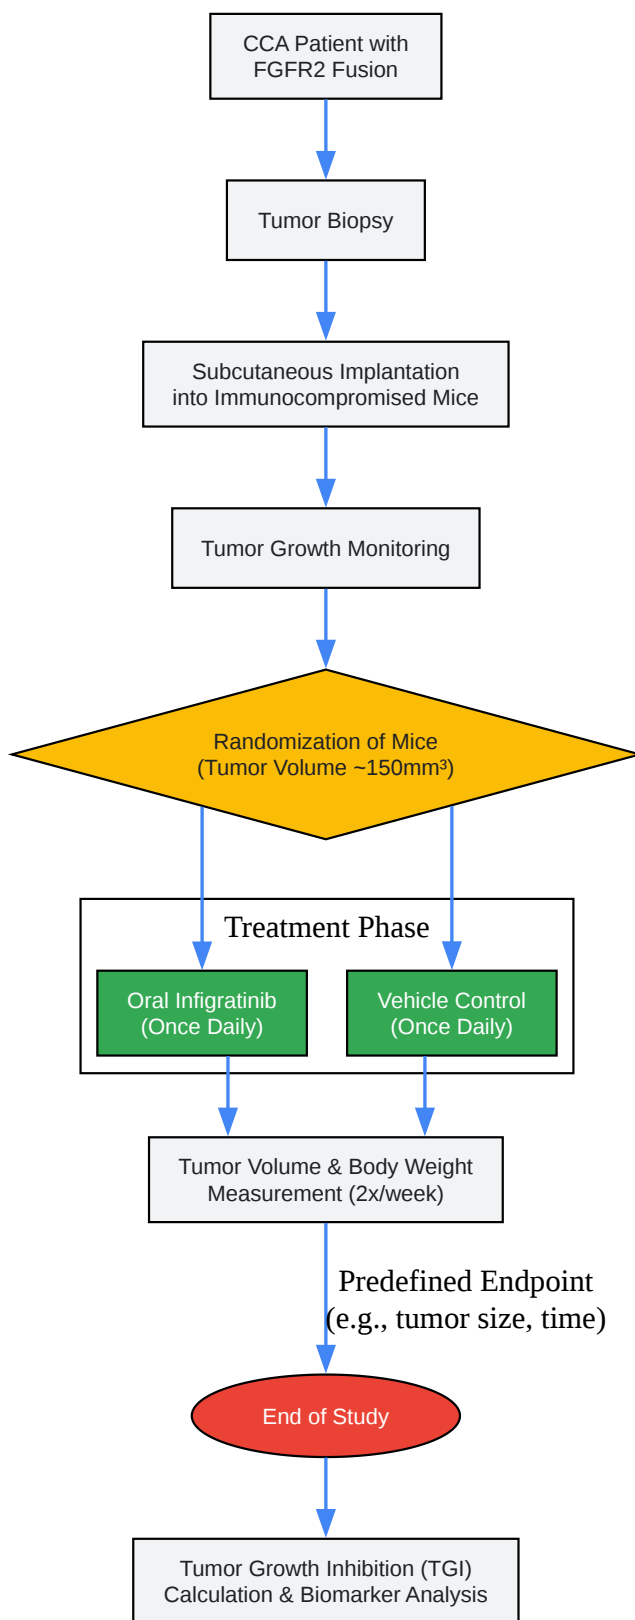 CCA Patient with
FGFR2 Fusion
Tumor Biopsy
Subcutaneous Implantation
into Immunocompromised Mice
Tumor Growth Monitoring
Randomization of Mice
(Tumor Volume ~150mm³)
Treatment Phase
Oral Infigratinib
(Once Daily)
Vehicle Control
(Once Daily)
Tumor Volume & Body Weight
Measurement (2x/week)
Predefined Endpoint
(e.g., tumor size, time)
End of Study
Tumor Growth Inhibition (TGI)
Calculation & Biomarker Analysis